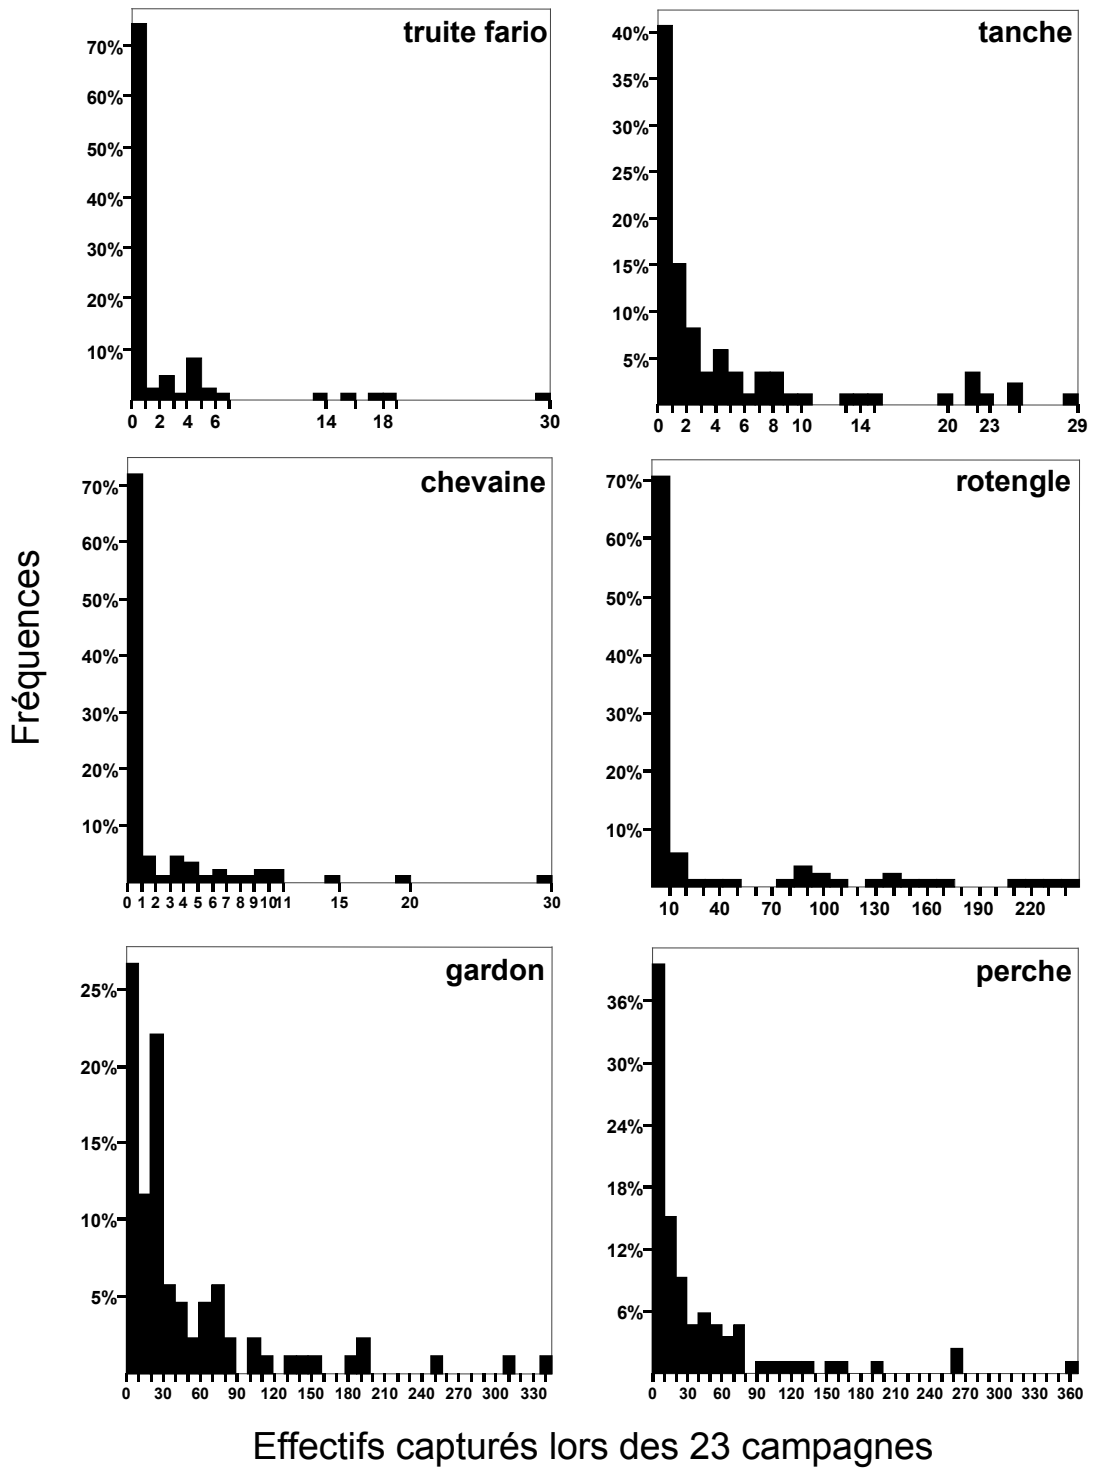 truite fario
70%
60%
50%
40%
30%
20%
10%
0 2 4 6 14 18 30
tanche
40%
35%
30%
25%
20%
15%
10%
5%
0 2 4 6 8 10 14 20 23 29
Fréquences
chevaine
70%
60%
50%
40%
30%
20%
10%
0 1 2 3 4 5 6 7 8 9 10 11 15 20 30
rotengle
70%
60%
50%
40%
30%
20%
10%
10 40 70 100 130 160 190 220
gardon
25%
20%
15%
10%
5%
0 30 60 90 120 150 180 210 240 270 300 330
perche
36%
30%
24%
18%
12%
6%
0 30 60 90 120 150 180 210 240 270 300 330 360
Effectifs capturés lors des 23 campagnes